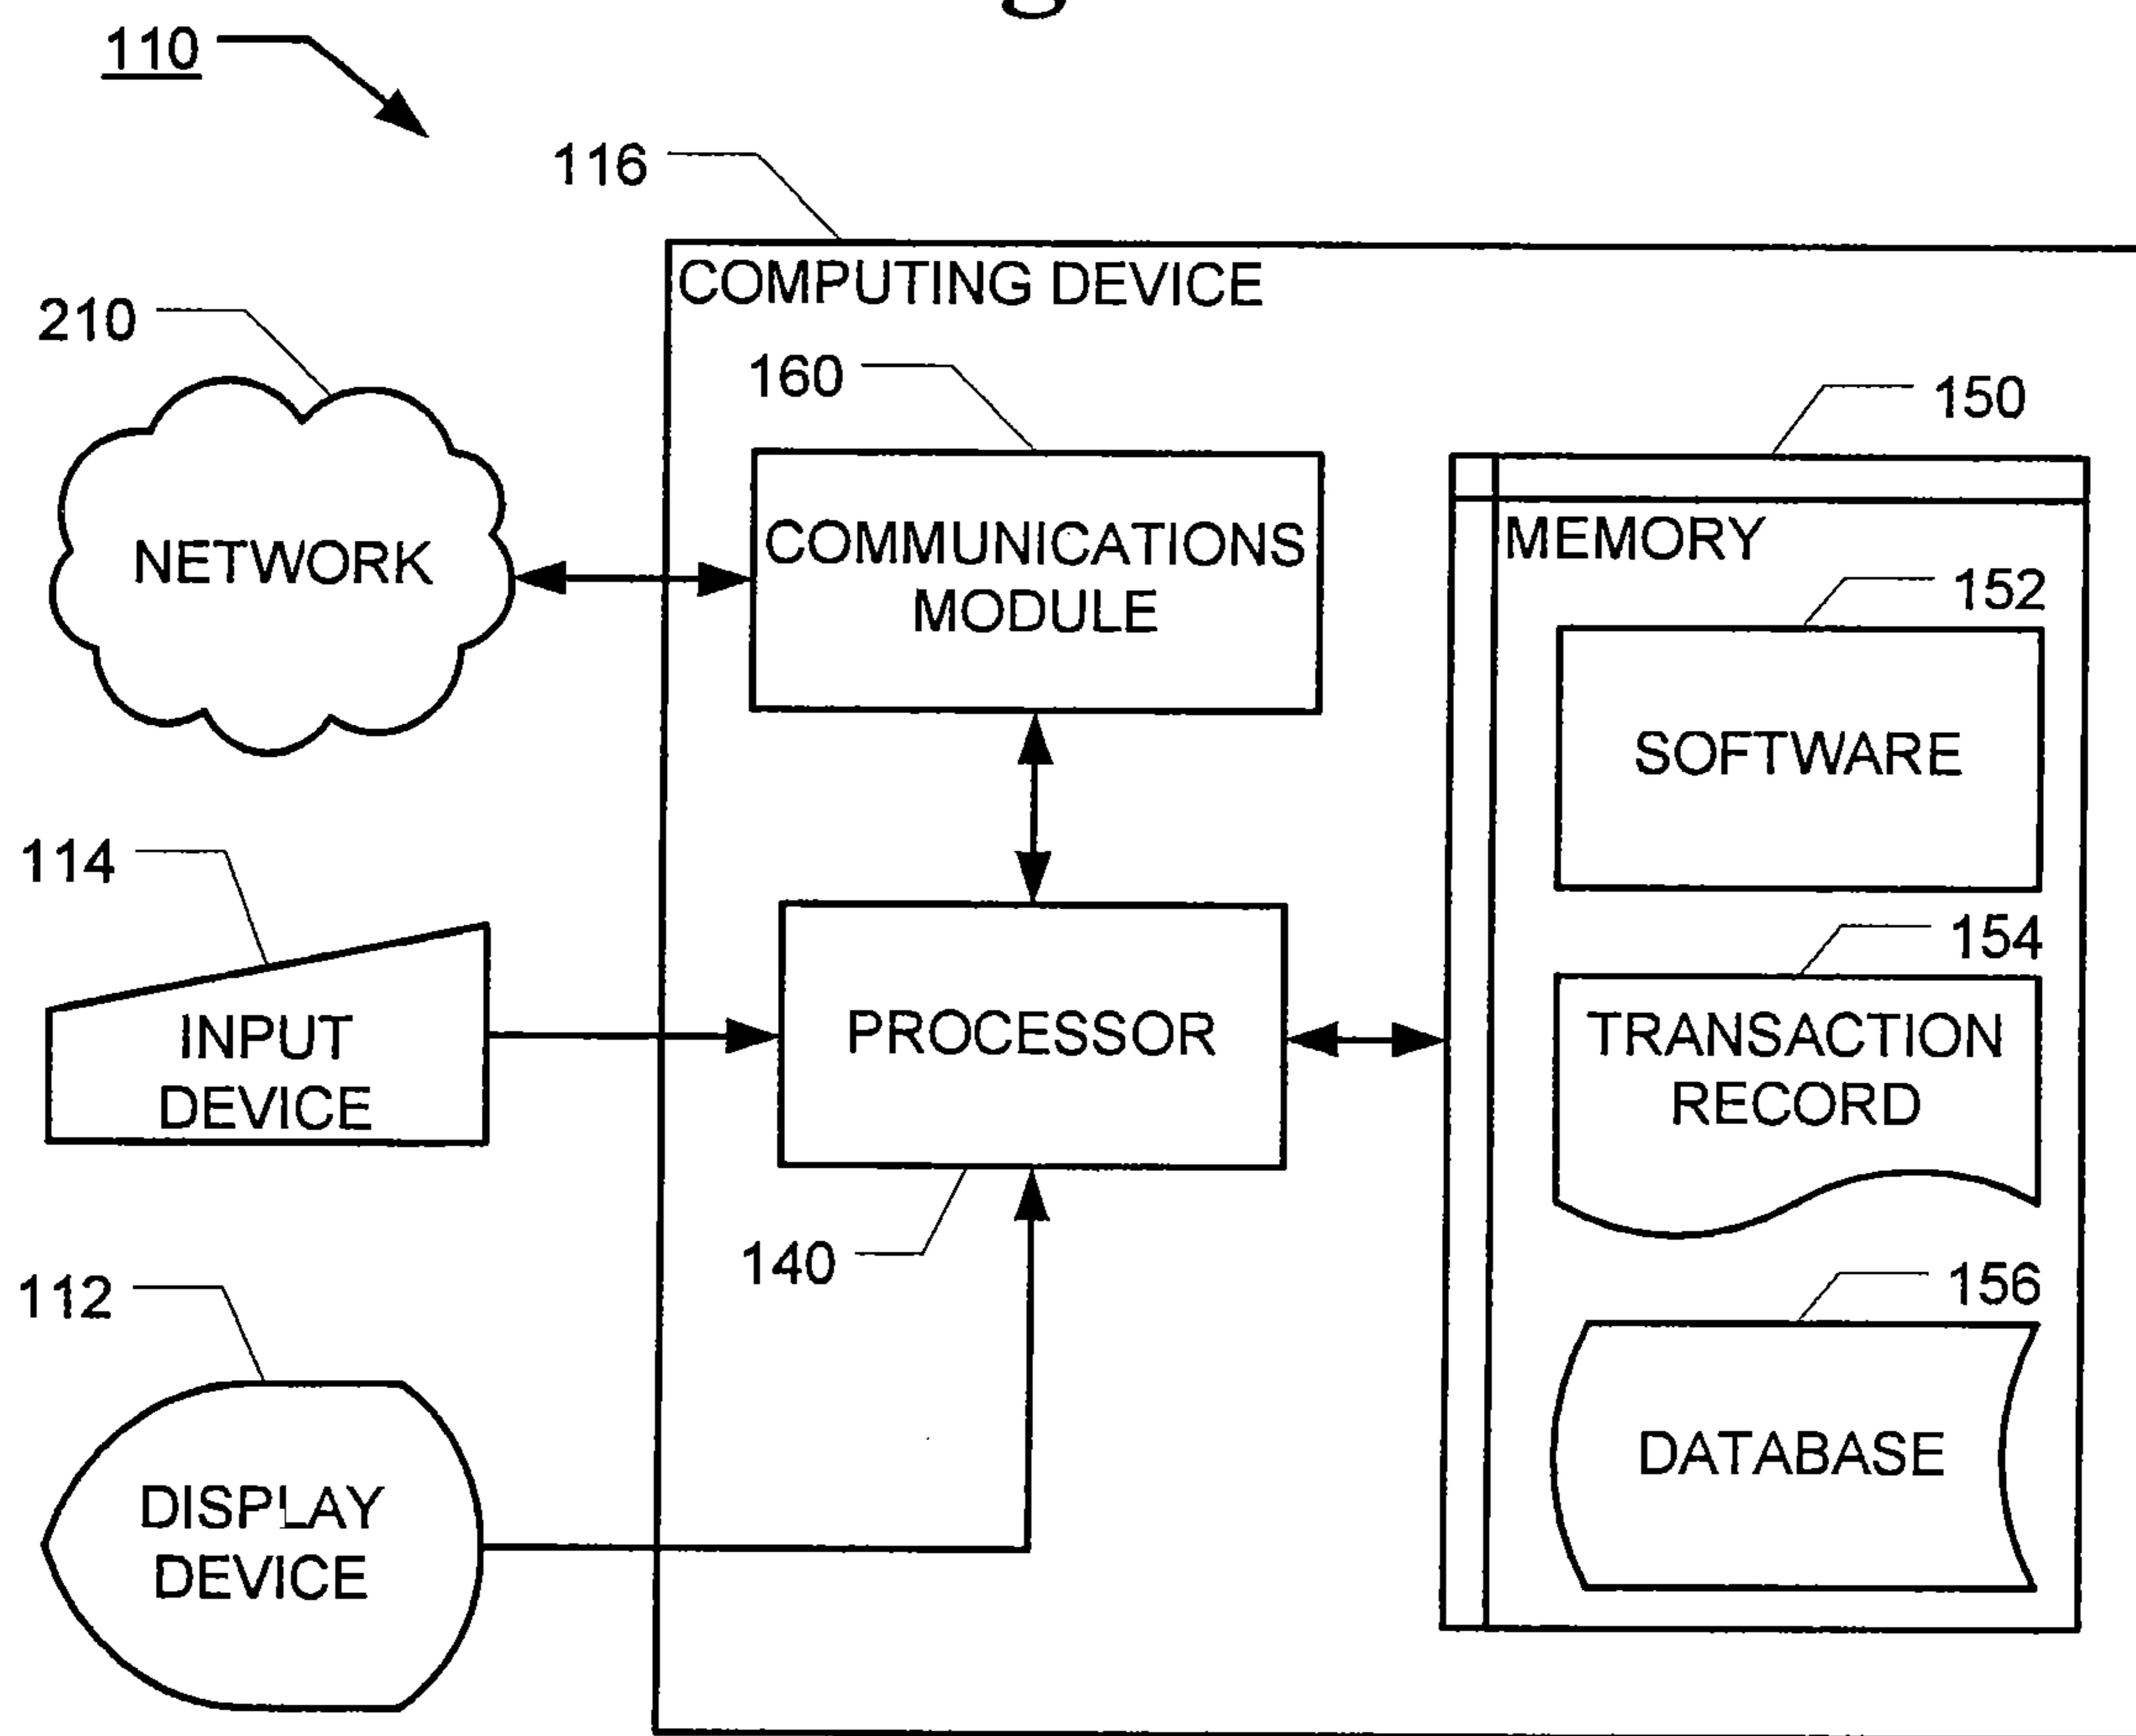 110
116
COMPUTING DEVICE
210
160
150
NETWORK
COMMUNICATIONS
MODULE
MEMORY
152
SOFTWARE
114
INPUT
DEVICE
PROCESSOR
154
TRANSACTION
RECORD
140
112
156
DISPLAY
DEVICE
DATABASE